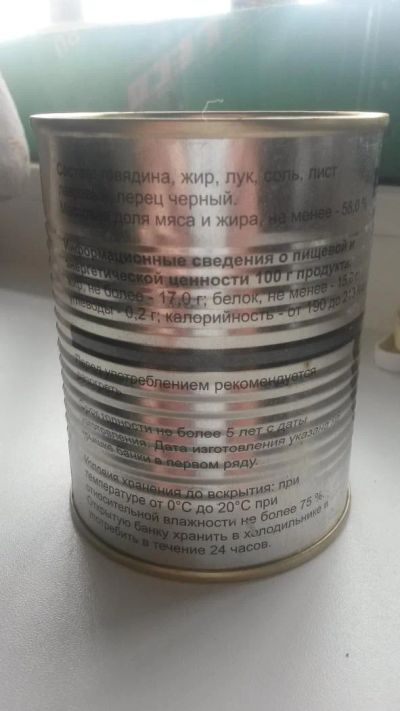 Состав: говядина, жир, лук, соль, лист
лавровый, перец черный.
Массовая доля мяса и жира, не менее - 58,0 %
Информационные сведения о пищевой и
энергетической ценности 100 г продукта:
жир, не более - 17,0 г; белок, не менее - 15,0 г;
углеводы - 0,2 г; калорийность - от 190 до
Перед употреблением рекомендуется
разогреть.
Срок годности не более 5 лет с даты
изготовления. Дата изготовления указана на
крышке банки в первом ряду.
Условия хранения до вскрытия: при
температуре от 0°С до 20°С при
относительной влажности не более 75 %.
Открытую банку хранить в холодильнике и
употребить в течение 24 часов.